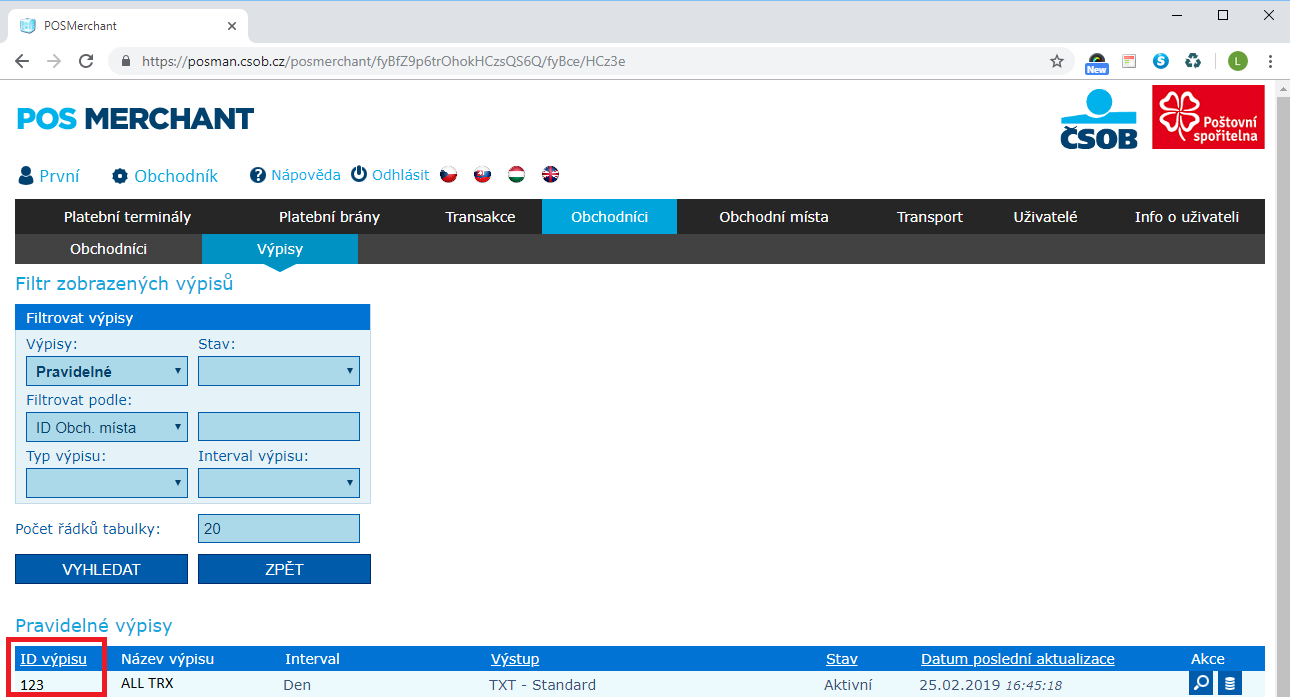 POSMerchant
https://posman.csob.cz/posmerchant/fyBfZ9p6trOhokHCzsQS6Q/fyBce/HCz3e
New
L
POS MERCHANT
ČSOB
Poštovní
spořitelna
První Obchodník Nápověda Odhlásit
Platební terminály Platební brány Transakce Obchodníci Obchodní místa Transport Uživatelé Info o uživateli
Obchodníci Výpisy
Filtr zobrazených výpisů
Filtrovat výpisy
Výpisy: Stav:
Pravidelné
Filtrovat podle:
ID Obch. místa
Typ výpisu: Interval výpisu:
Počet řádků tabulky: 20
VYHLEDAT ZPĚT
Pravidelné výpisy
ID výpisu Název výpisu Interval Výstup Stav Datum poslední aktualizace Akce
123 ALL TRX Den TXT - Standard Aktivní 25.02.2019 16:45:18